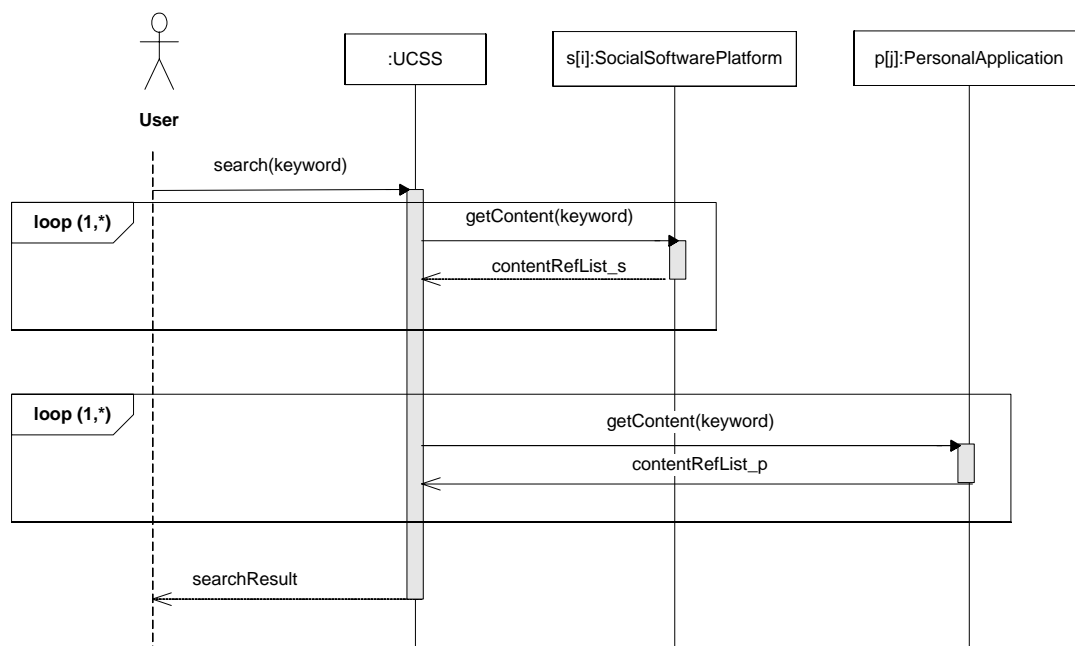 :UCSS
s[i]:SocialSoftwarePlatform
p[j]:PersonalApplication
User
search(keyword)
loop (1,*)
getContent(keyword)
contentRefList_s
loop (1,*)
getContent(keyword)
contentRefList_p
searchResult